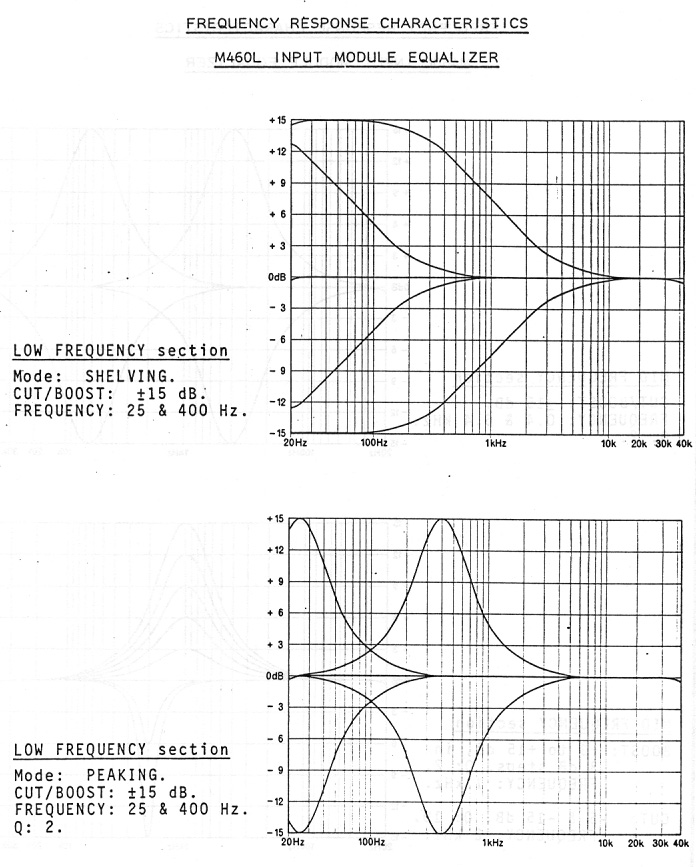 FREQUENCY RESPONSE CHARACTERISTICS
M460L INPUT MODULE EQUALIZER
+15
+12
+ 9
+ 6
+ 3
0dB
- 3
- 6
- 9
-12
-15
20Hz 100Hz 1kHz 10k 20k 30k 40k
LOW FREQUENCY section
Mode: SHELVING.
CUT/BOOST: ±15 dB.
FREQUENCY: 25 & 400 Hz.
+15
+12
+ 9
+ 6
+ 3
0dB
- 3
- 6
- 9
-12
-15
20Hz 100Hz 1kHz 10k 20k 30k 40k
LOW FREQUENCY section
Mode: PEAKING.
CUT/BOOST: ±15 dB.
FREQUENCY: 25 & 400 Hz.
Q: 2.